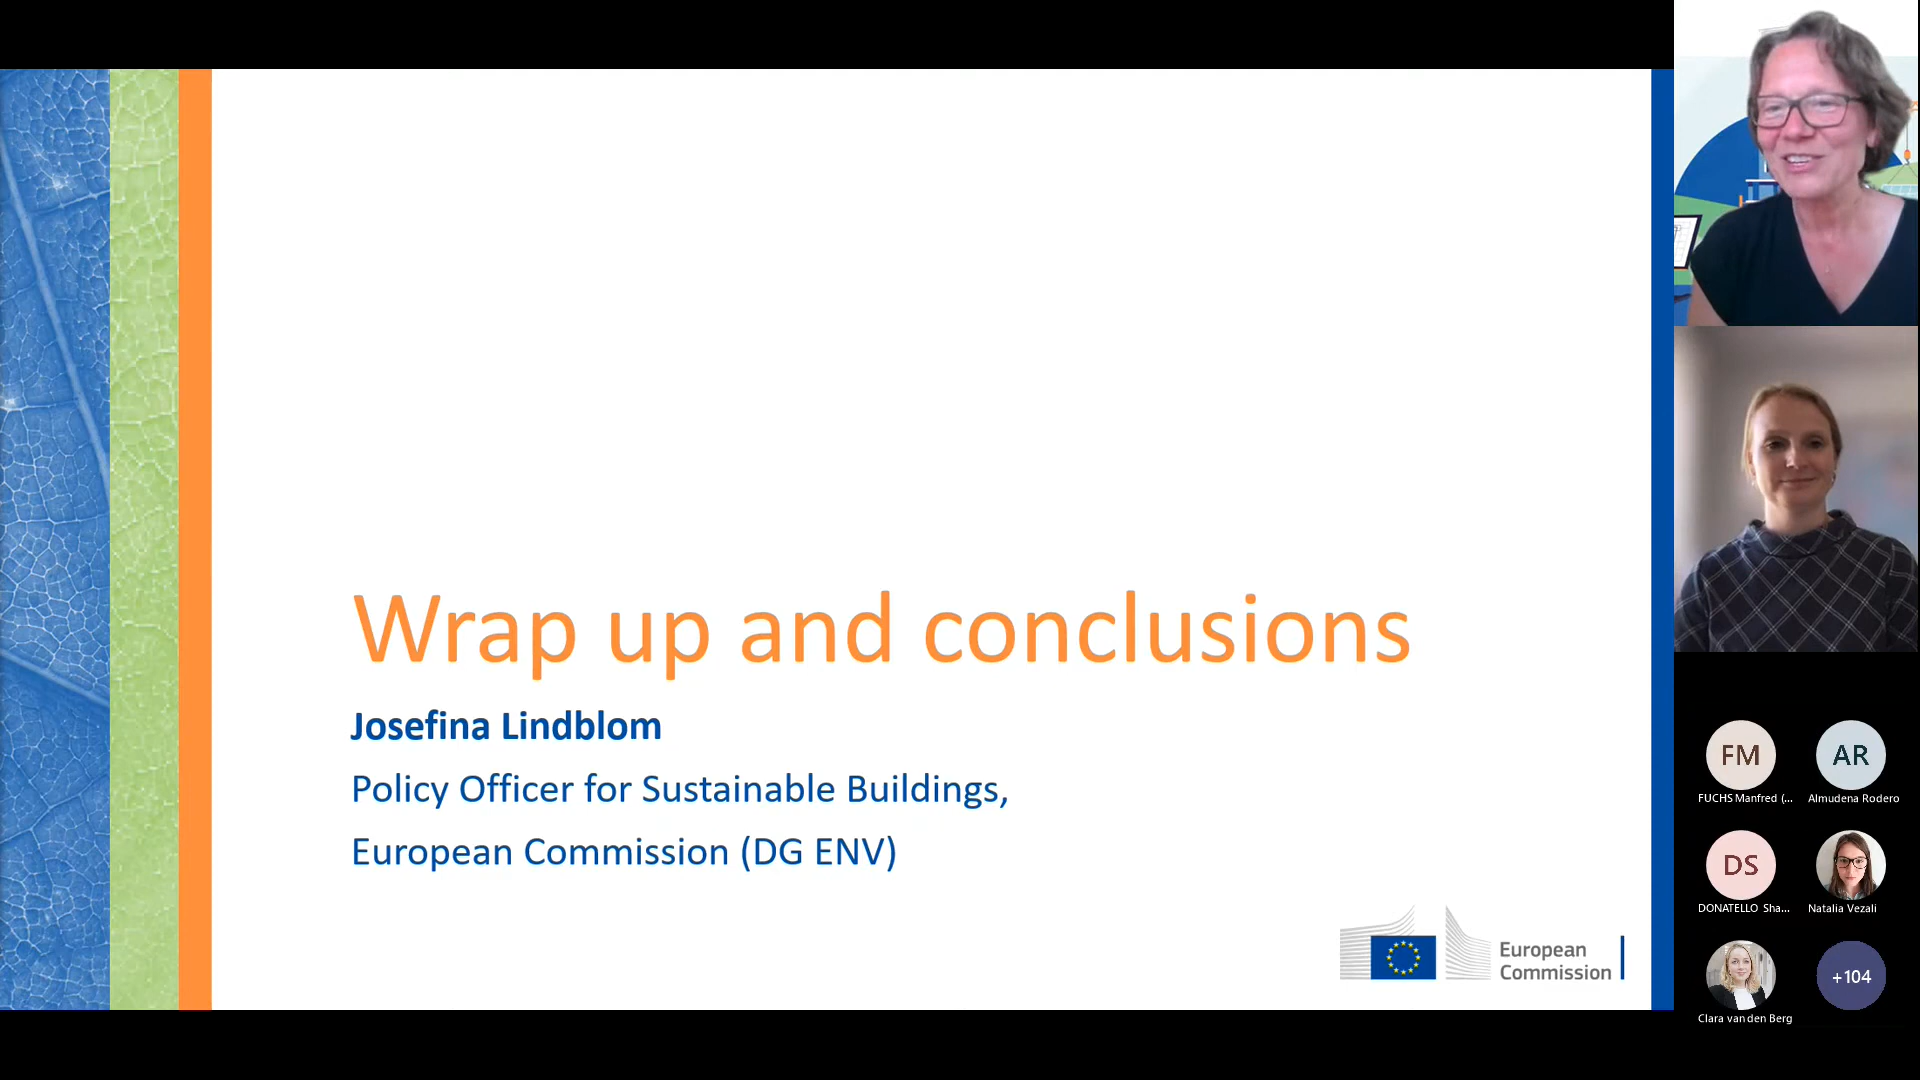 Wrap up and conclusions
Josefina Lindblom
Policy Officer for Sustainable Buildings,
European Commission (DG ENV)
European
Commission
FM
AR
FUCHS Manfred (...
Almudena Rodero
DS
DONATELLO Sha...
Natalia Vezali
+104
Clara van den Berg